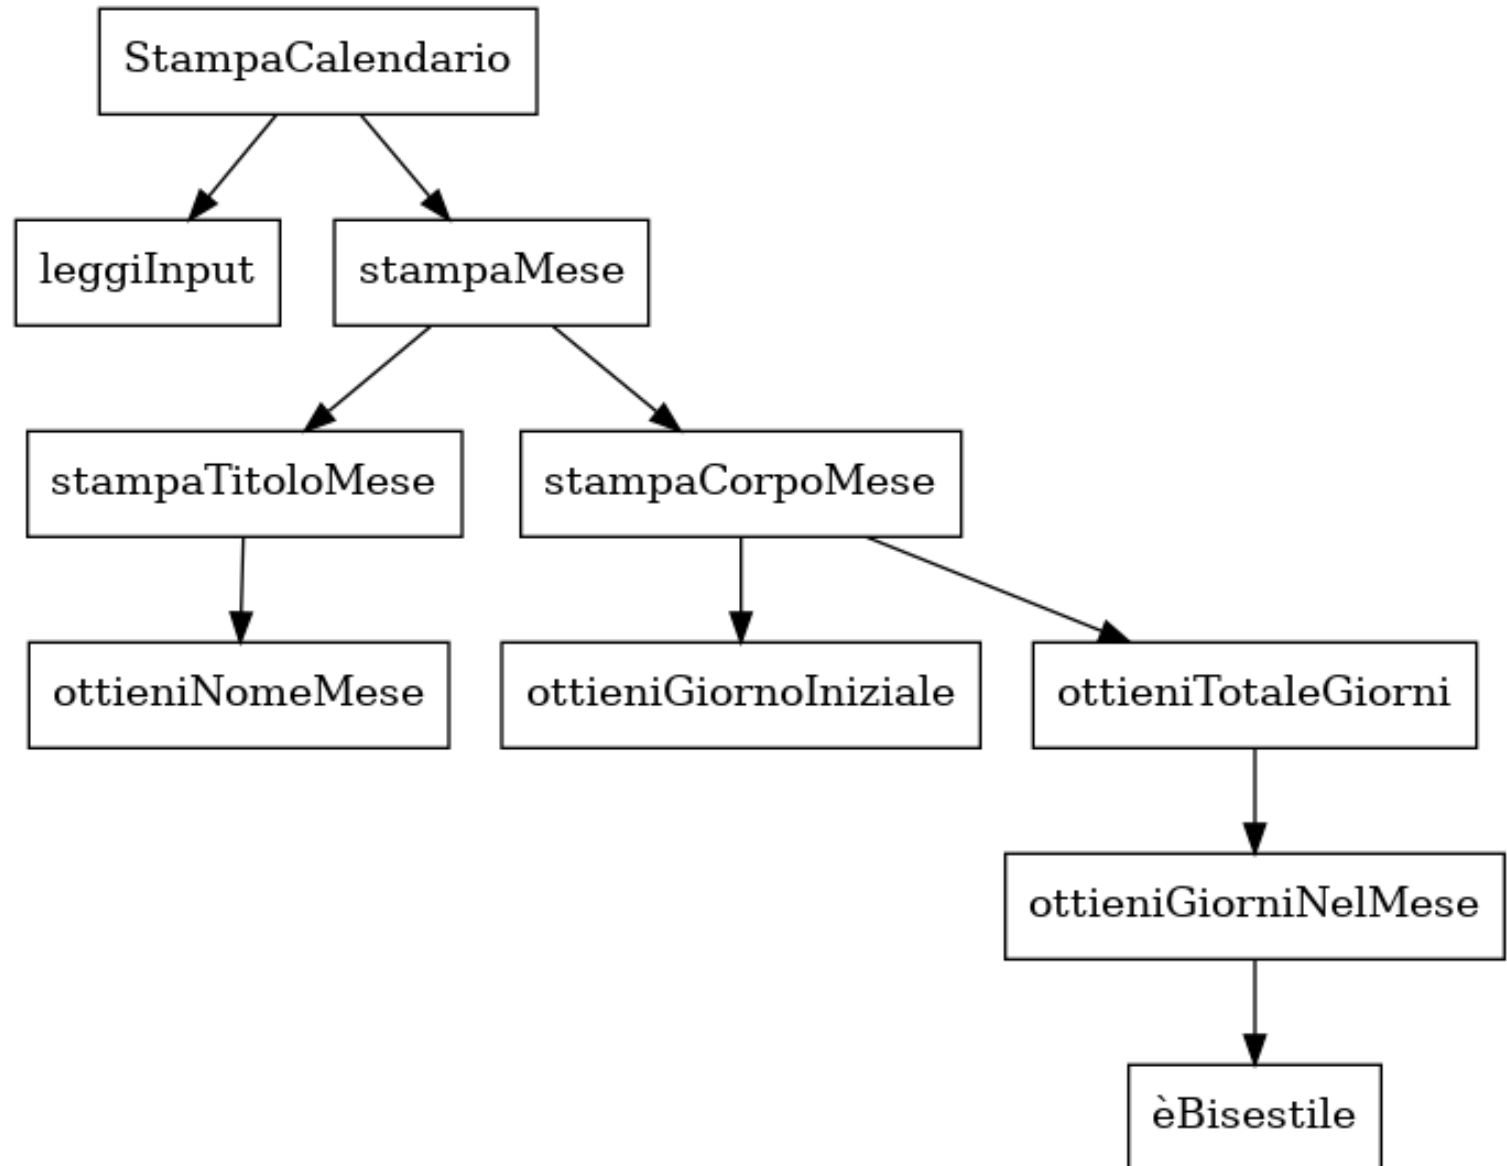 StampaCalendario
leggiInput
stampaMese
stampaTitoloMese
stampaCorpoMese
ottieniNomeMese
ottieniGiornoIniziale
ottieniTotaleGiorni
ottieniGiorniNelMese
èBisestile